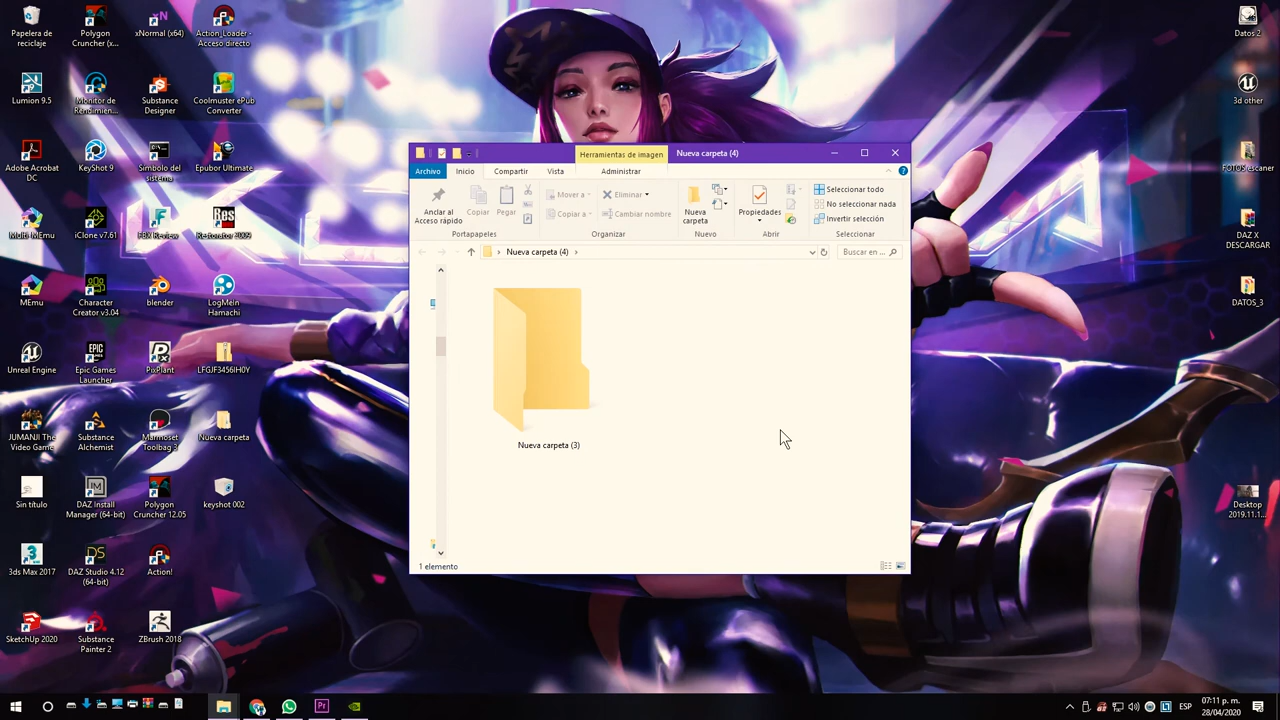 Papelera de
reciclaje
Polygon
Cruncher (x...
xNormal (x64)
Action_Loader -
Acceso directo
Datos 2
Lumion 9.5
Monitor de
Rendimien...
Substance
Designer
Coolmuster ePub
Converter
3d other
Adobe Acrobat
DC
KeyShot 9
Símbolo del
sistema
Epubor Ultimate
FOTOS escaner
Multi-MEmu
iClone v7.61
FBX Review
Restorator 2009
DAZ X
DESCARGAR
MEmu
Character
Creator v3.04
blender
LogMeIn
Hamachi
DATOS_3
Unreal Engine
Epic Games
Launcher
PixPlant
LFGJF3456IH0Y
JUMANJI The
Video Game
Substance
Alchemist
Marmoset
Toolbag 3
Nueva carpeta
Sin título
DAZ Install
Manager (64-bit)
Polygon
Cruncher 12.05
keyshot 002
Desktop
2019.11.1...
3ds Max 2017
DAZ Studio 4.12
(64-bit)
Action!
SketchUp 2020
Substance
Painter 2
ZBrush 2018
Herramientas de imagen
Nueva carpeta (4)
Archivo
Inicio
Compartir
Vista
Administrar
Anclar al
Acceso rápido
Copiar
Pegar
Mover a
Copiar a
Eliminar
Cambiar nombre
Nueva
carpeta
Propiedades
Seleccionar todo
No seleccionar nada
Invertir selección
Portapapeles
Organizar
Nuevo
Abrir
Seleccionar
Nueva carpeta (4)
Buscar en ...
Nueva carpeta (3)
1 elemento
ESP
07:11 p. m.
28/04/2020